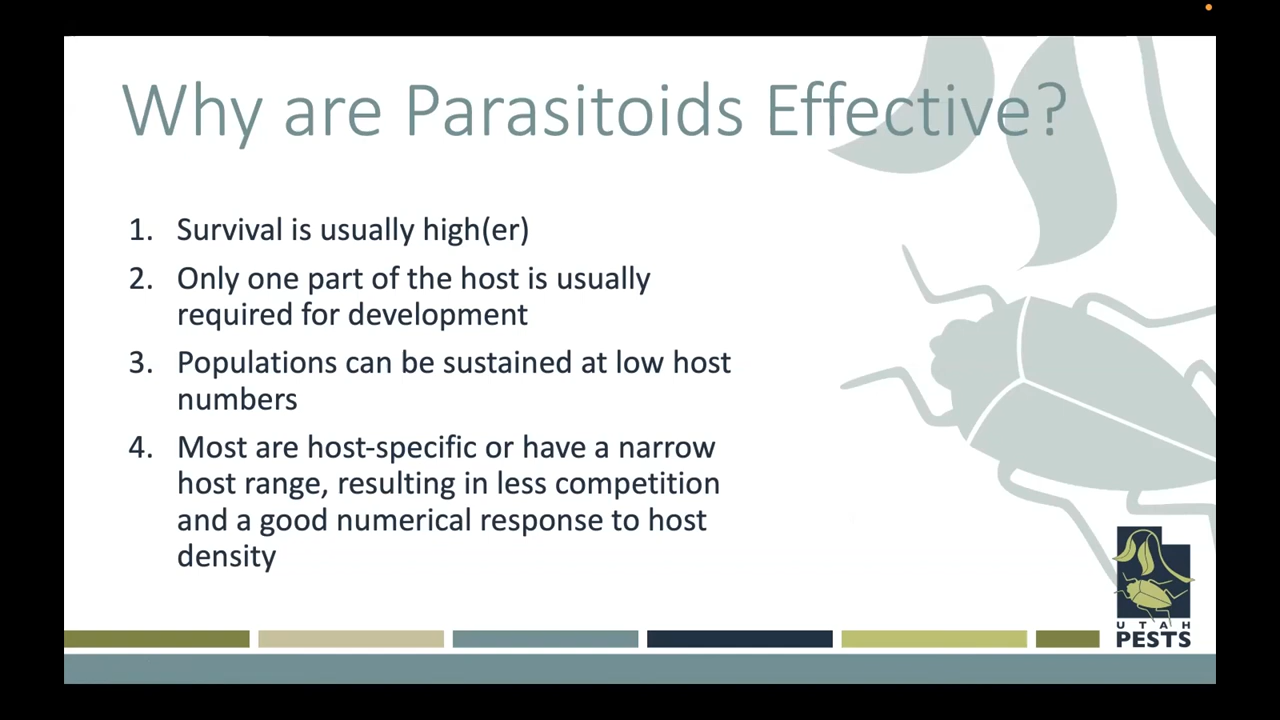 Why are Parasitoids Effective?
1. Survival is usually high(er)
2. Only one part of the host is usually
required for development
3. Populations can be sustained at low host
numbers
4. Most are host-specific or have a narrow
host range, resulting in less competition
and a good numerical response to host
density
UTAH
PESTS